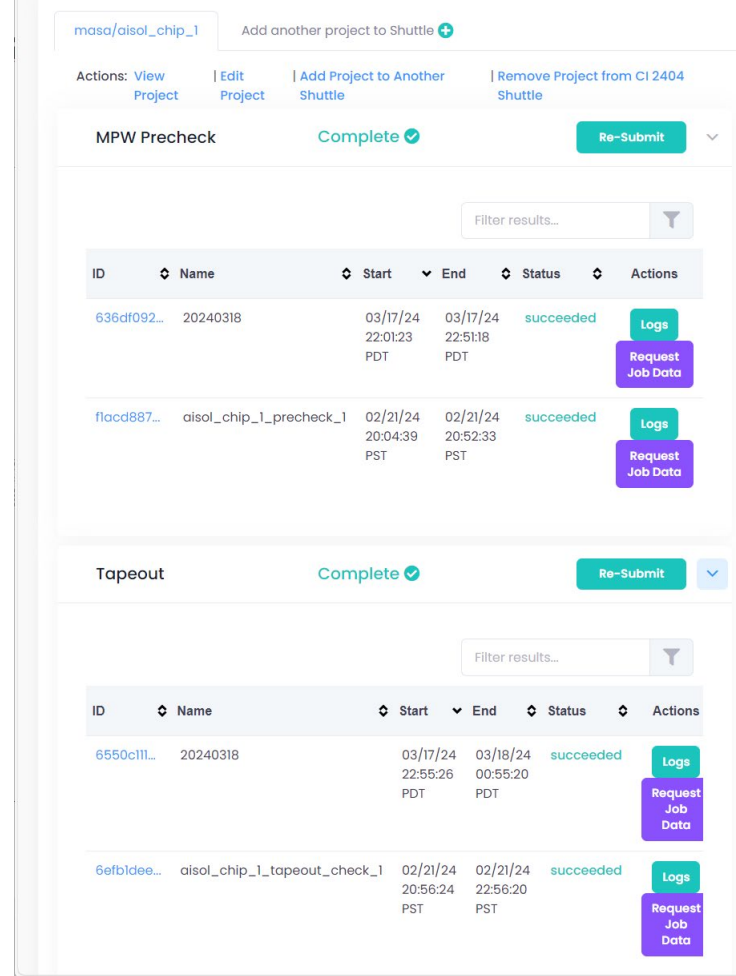 masa/aisol_chip_1 Add another project to Shuttle
Actions: View Project | Edit Project | Add Project to Another Shuttle | Remove Project from CI 2404 Shuttle
MPW Precheck Complete Re-Submit
Filter results...
ID Name Start End Status Actions
636df092... 20240318 03/17/24 22:01:23 PDT 03/17/24 22:51:18 PDT succeeded Logs
Request Job Data
f1acd887... aisol_chip_1_precheck_1 02/21/24 20:04:39 PST 02/21/24 20:52:33 PST succeeded Logs
Request Job Data
Tapeout Complete Re-Submit
Filter results...
ID Name Start End Status Actions
6550c111... 20240318 03/17/24 22:55:26 PDT 03/18/24 00:55:20 PDT succeeded Logs
Request Job Data
6efb1dee... aisol_chip_1_tapeout_check_1 02/21/24 20:56:24 PST 02/21/24 22:56:20 PST succeeded Logs
Request Job Data